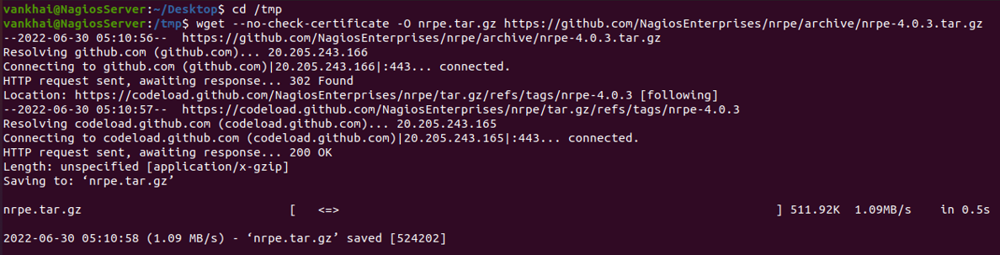 vankhai@NagiosServer:~/Desktop$ cd /tmp
vankhai@NagiosServer:/tmp$ wget --no-check-certificate -O nrpe.tar.gz https://github.com/NagiosEnterprises/nrpe/archive/nrpe-4.0.3.tar.gz
--2022-06-30 05:10:56--  https://github.com/NagiosEnterprises/nrpe/archive/nrpe-4.0.3.tar.gz
Resolving github.com (github.com)... 20.205.243.166
Connecting to github.com (github.com)|20.205.243.166|:443... connected.
HTTP request sent, awaiting response... 302 Found
Location: https://codeload.github.com/NagiosEnterprises/nrpe/tar.gz/refs/tags/nrpe-4.0.3 [following]
--2022-06-30 05:10:57--  https://codeload.github.com/NagiosEnterprises/nrpe/tar.gz/refs/tags/nrpe-4.0.3
Resolving codeload.github.com (codeload.github.com)... 20.205.243.165
Connecting to codeload.github.com (codeload.github.com)|20.205.243.165|:443... connected.
HTTP request sent, awaiting response... 200 OK
Length: unspecified [application/x-gzip]
Saving to: ‘nrpe.tar.gz’
nrpe.tar.gz                [   <=>                ] 511.92K  1.09MB/s    in 0.5s
2022-06-30 05:10:58 (1.09 MB/s) - ‘nrpe.tar.gz’ saved [524202]